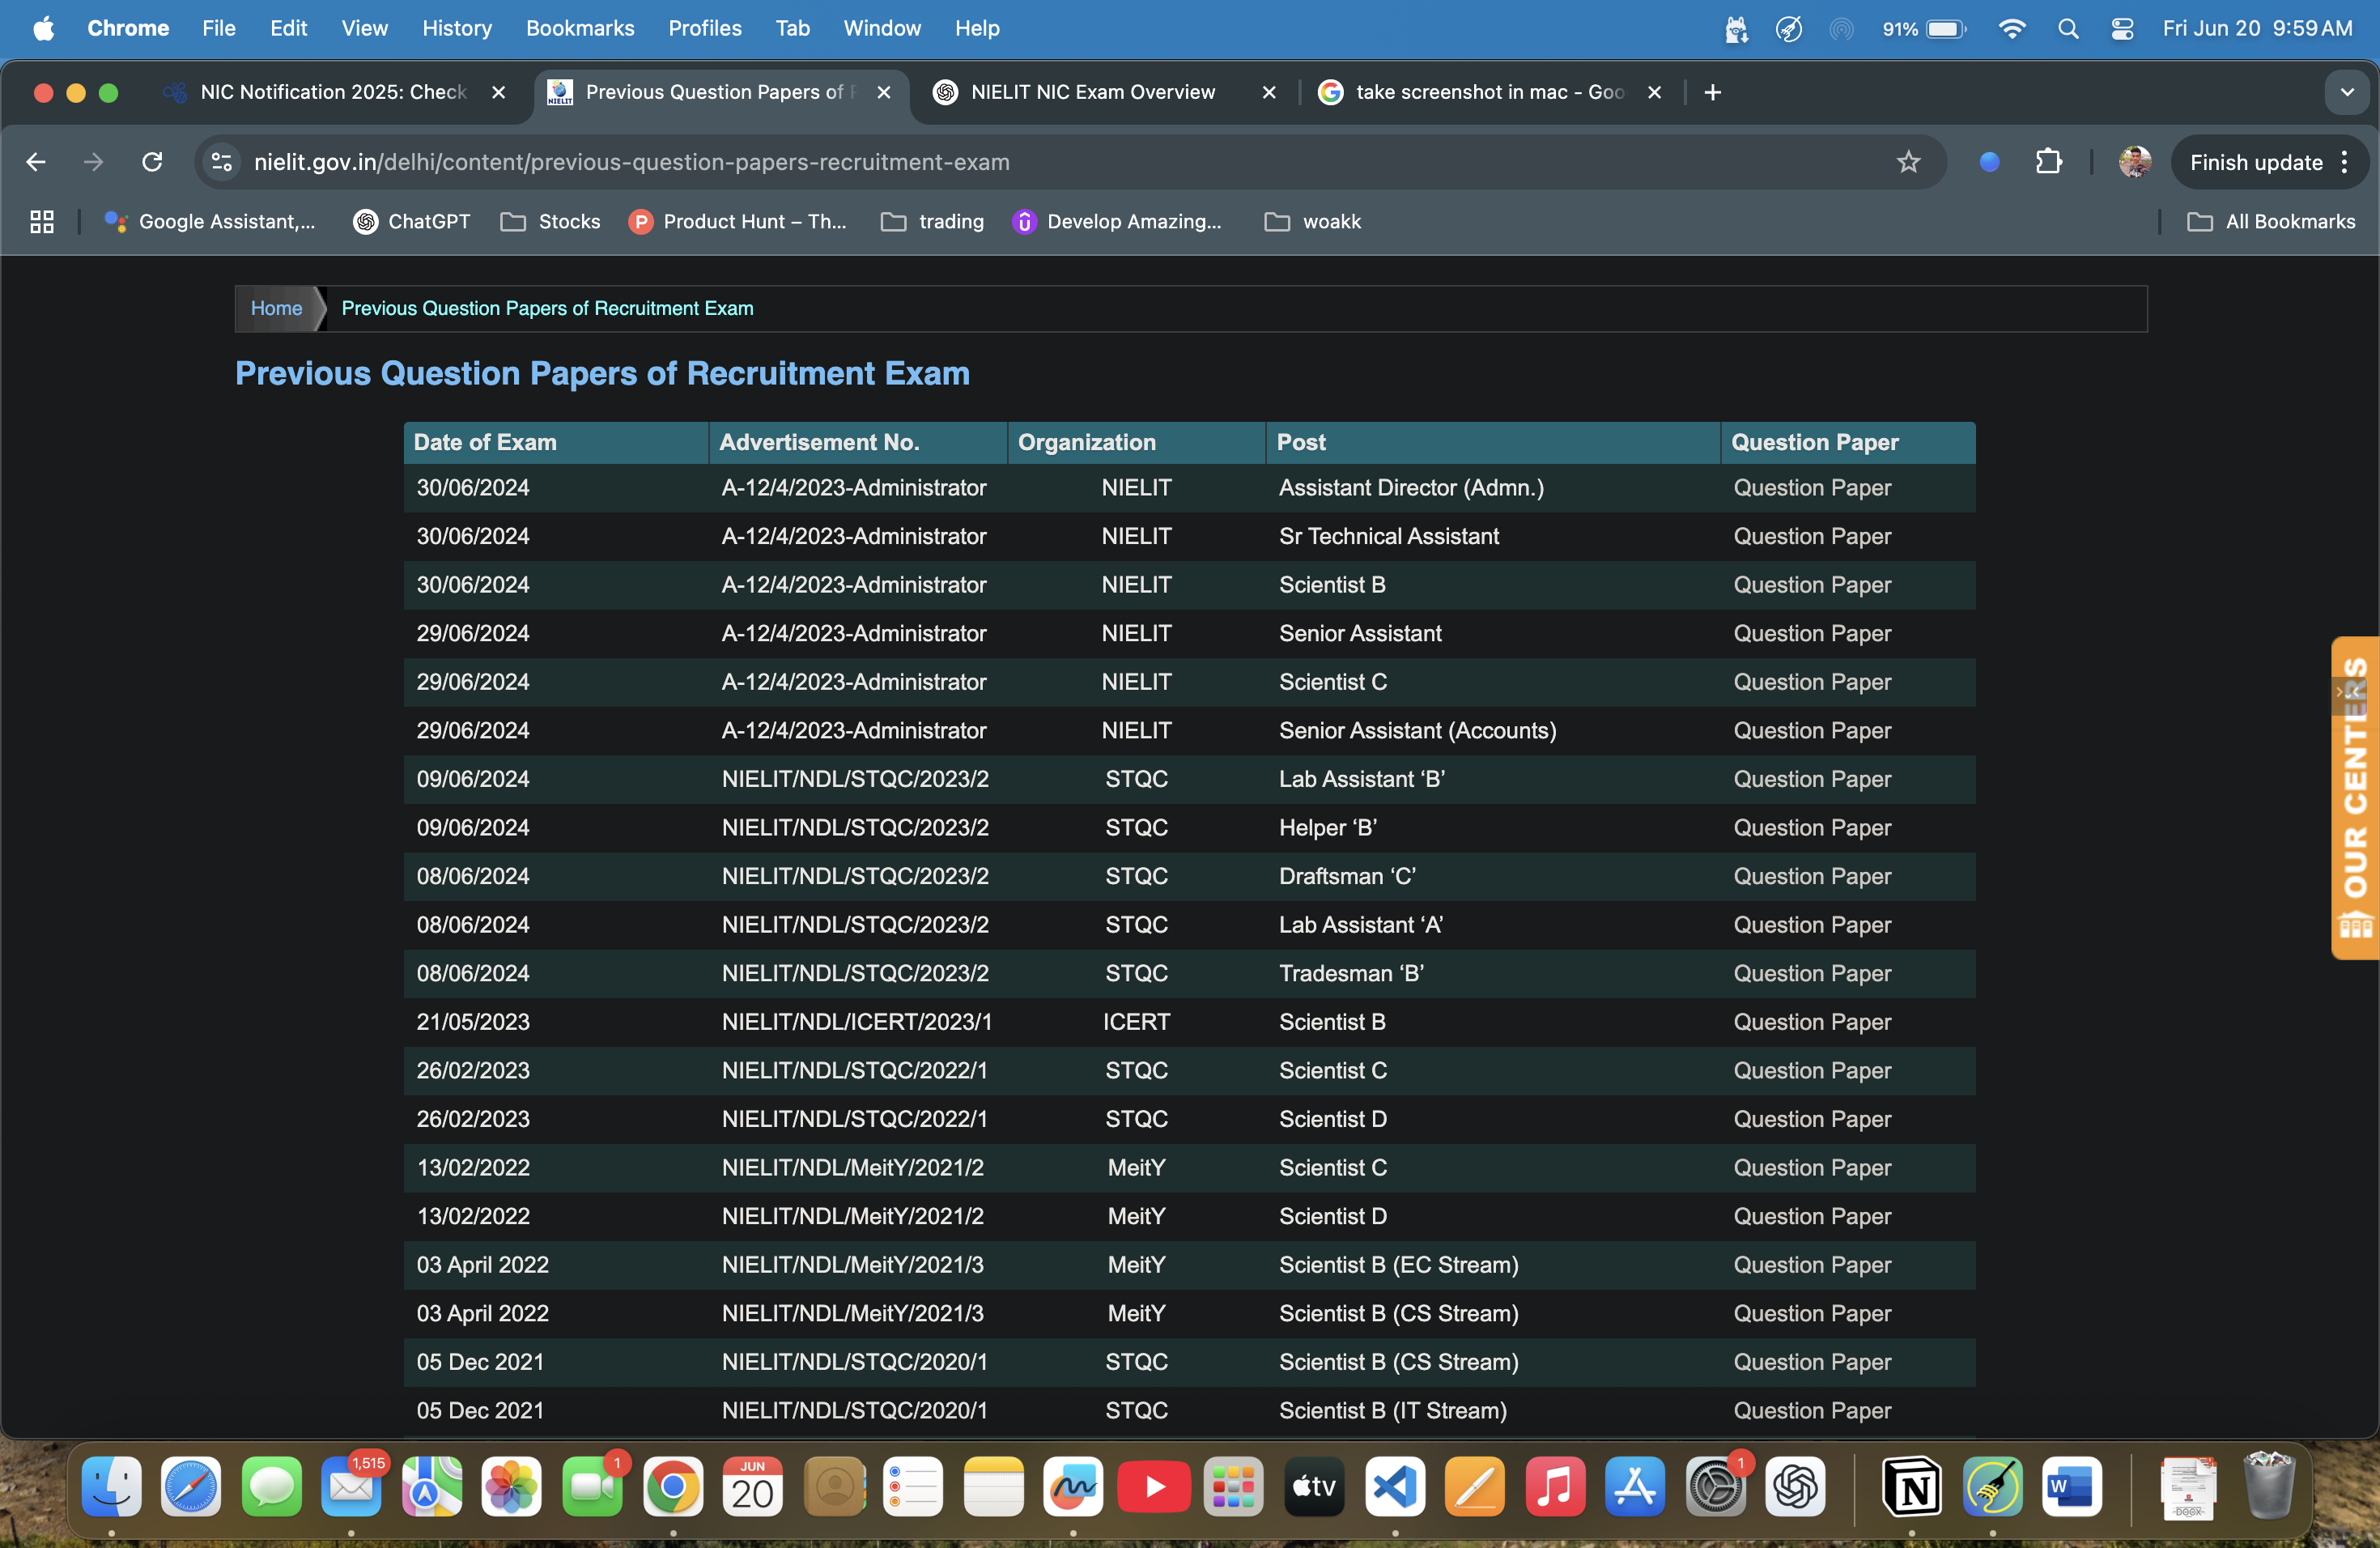 Chrome File Edit View History Bookmarks Profiles Tab Window Help 91% Fri Jun 20 9:59 AM
NIC Notification 2025: Check Previous Question Papers of NIELIT NIC Exam Overview take screenshot in mac - Goo
nielit.gov.in/delhi/content/previous-question-papers-recruitment-exam Finish update
Google Assistant,... ChatGPT Stocks Product Hunt – Th... trading Develop Amazing... woakk All Bookmarks
Home Previous Question Papers of Recruitment Exam
Previous Question Papers of Recruitment Exam
Date of Exam Advertisement No. Organization Post Question Paper
30/06/2024 A-12/4/2023-Administrator NIELIT Assistant Director (Admn.) Question Paper
30/06/2024 A-12/4/2023-Administrator NIELIT Sr Technical Assistant Question Paper
30/06/2024 A-12/4/2023-Administrator NIELIT Scientist B Question Paper
29/06/2024 A-12/4/2023-Administrator NIELIT Senior Assistant Question Paper
29/06/2024 A-12/4/2023-Administrator NIELIT Scientist C Question Paper
29/06/2024 A-12/4/2023-Administrator NIELIT Senior Assistant (Accounts) Question Paper
09/06/2024 NIELIT/NDL/STQC/2023/2 STQC Lab Assistant ‘B’ Question Paper
09/06/2024 NIELIT/NDL/STQC/2023/2 STQC Helper ‘B’ Question Paper
08/06/2024 NIELIT/NDL/STQC/2023/2 STQC Draftsman ‘C’ Question Paper
08/06/2024 NIELIT/NDL/STQC/2023/2 STQC Lab Assistant ‘A’ Question Paper
08/06/2024 NIELIT/NDL/STQC/2023/2 STQC Tradesman ‘B’ Question Paper
21/05/2023 NIELIT/NDL/ICERT/2023/1 ICERT Scientist B Question Paper
26/02/2023 NIELIT/NDL/STQC/2022/1 STQC Scientist C Question Paper
26/02/2023 NIELIT/NDL/STQC/2022/1 STQC Scientist D Question Paper
13/02/2022 NIELIT/NDL/MeitY/2021/2 MeitY Scientist C Question Paper
13/02/2022 NIELIT/NDL/MeitY/2021/2 MeitY Scientist D Question Paper
03 April 2022 NIELIT/NDL/MeitY/2021/3 MeitY Scientist B (EC Stream) Question Paper
03 April 2022 NIELIT/NDL/MeitY/2021/3 MeitY Scientist B (CS Stream) Question Paper
05 Dec 2021 NIELIT/NDL/STQC/2020/1 STQC Scientist B (CS Stream) Question Paper
05 Dec 2021 NIELIT/NDL/STQC/2020/1 STQC Scientist B (IT Stream) Question Paper
OUR CENTERS
1,515 1 JUN 20 tv 1 N W DOCX